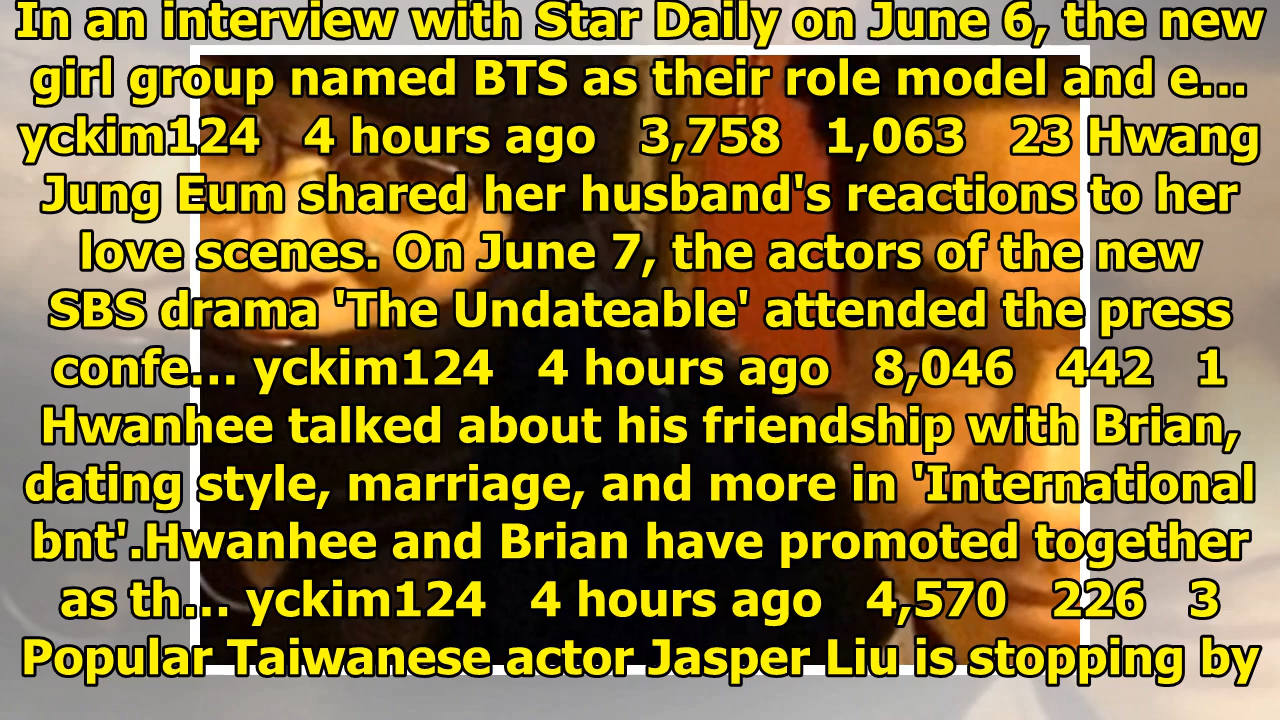 In an interview with Star Daily on June 6, the new
girl group named BTS as their role model and e...
yckim124 4 hours ago 3,758 1,063 23 Hwang
Jung Eum shared her husband's reactions to her
love scenes. On June 7, the actors of the new
SBS drama 'The Undateable' attended the press
confe... yckim124 4 hours ago 8,046 442 1
Hwanhee talked about his friendship with Brian,
dating style, marriage, and more in 'International
bnt'.Hwanhee and Brian have promoted together
as th... yckim124 4 hours ago 4,570 226 3
Popular Taiwanese actor Jasper Liu is stopping by